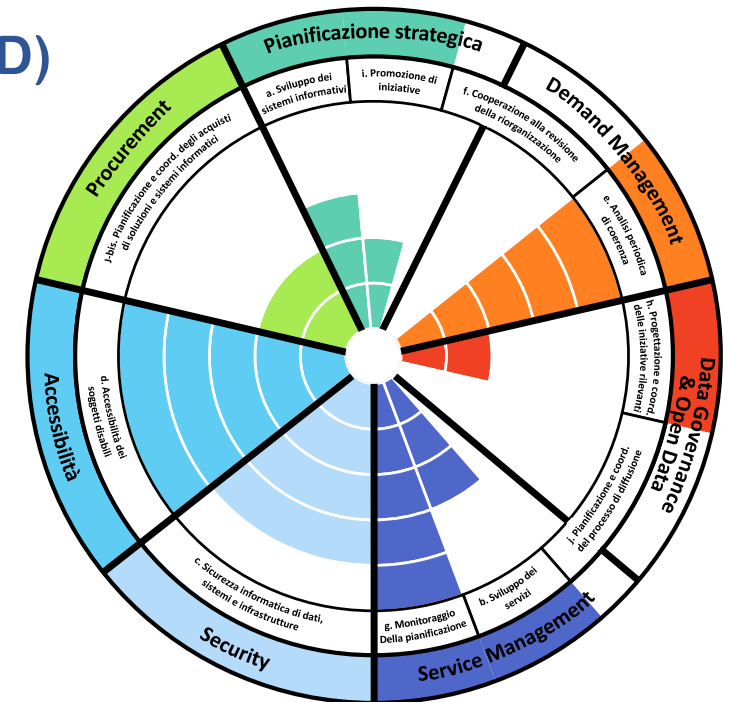 D)
Pianificazione strategica
a. Sviluppo dei
sistemi informativi
i. Promozione di
iniziative
f. Cooperazione alla revisione
della riorganizzazione
Demand Management
e. Analisi periodica
di coerenza
Data Governance
& Open Data
h. Progettazione e coord.
delle iniziative rilevanti
j. Pianificazione e coord.
del processo di diffusione
Service Management
b. Sviluppo dei
servizi
g. Monitoraggio
Della pianificazione
Security
c. Sicurezza informatica di dati,
sistemi e infrastrutture
Accessibilità
d. Accessibilità dei
soggetti disabili
Procurement
J-bis. Pianificazione e coord. degli acquisti
di soluzioni e sistemi informatici